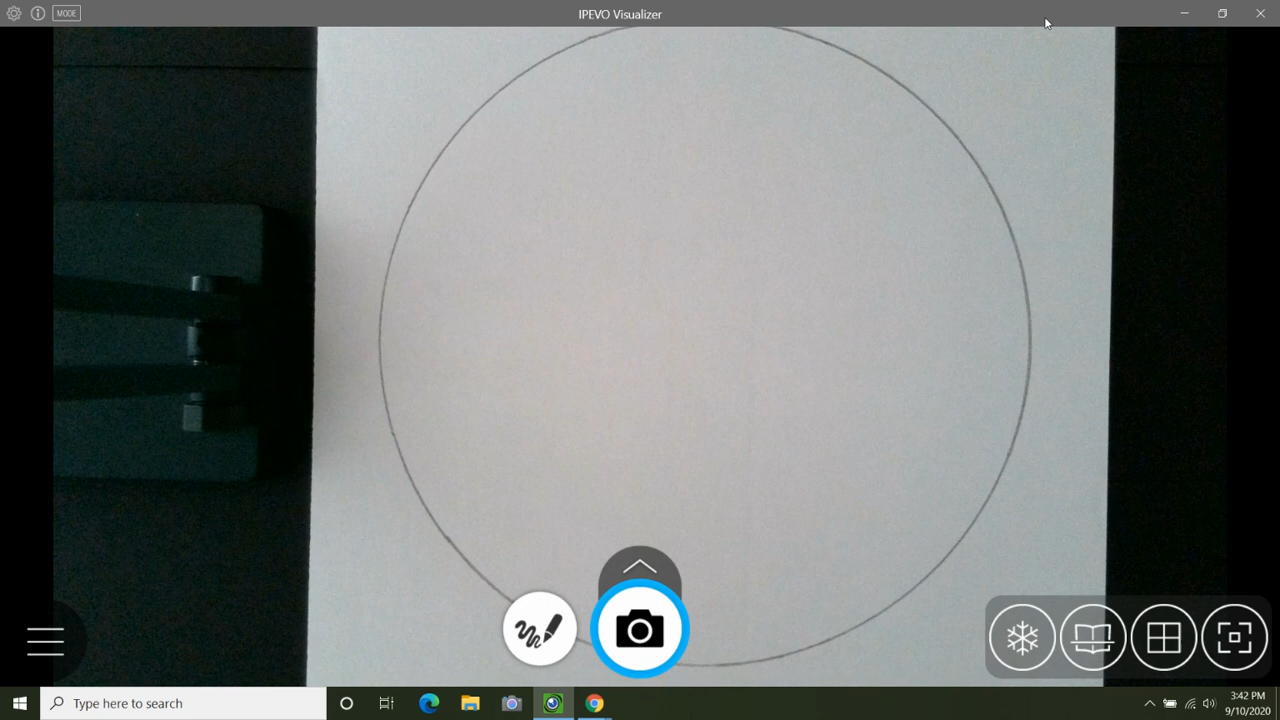 MODE
IPEVO Visualizer
Type here to search
3:42 PM
9/10/2020